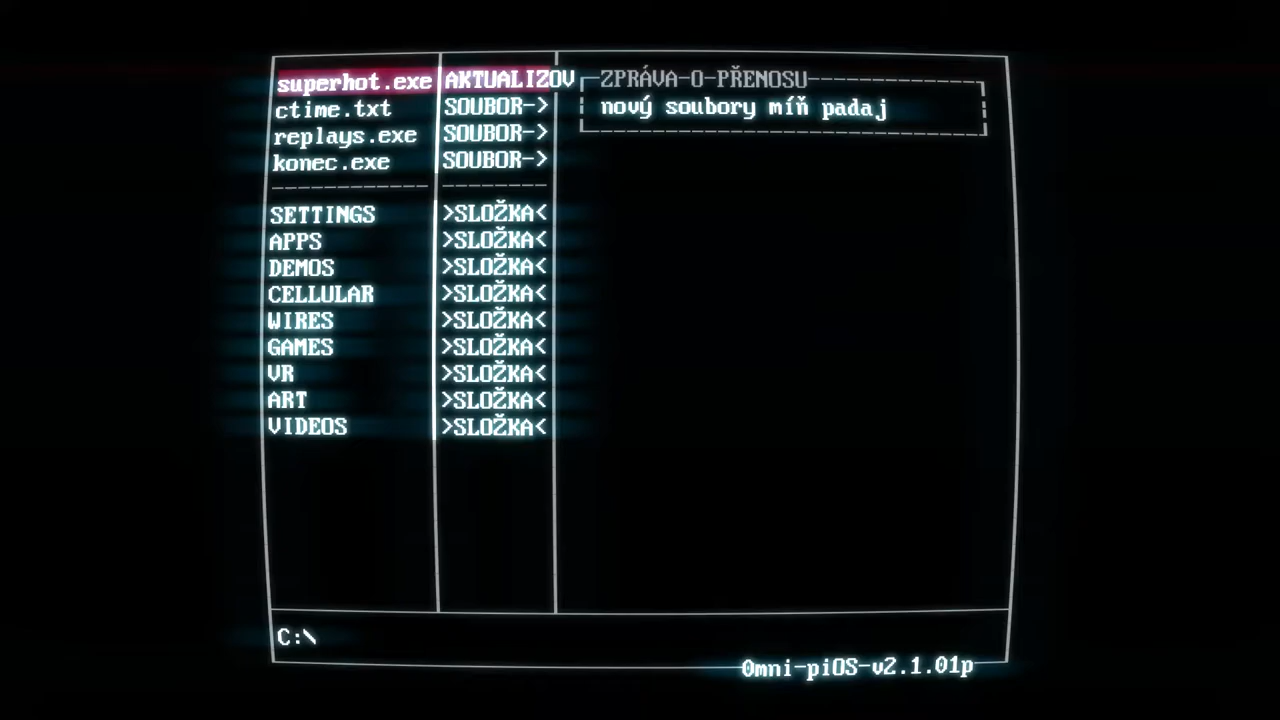 superhot.exe AKTUALIZOV
ctime.txt SOUBOR->
replays.exe SOUBOR->
konec.exe SOUBOR->
SETTINGS >SLOŽKA<
APPS >SLOŽKA<
DEMOS >SLOŽKA<
CELLULAR >SLOŽKA<
WIRES >SLOŽKA<
GAMES >SLOŽKA<
VR >SLOŽKA<
ART >SLOŽKA<
VIDEOS >SLOŽKA<
ZPRÁVA-O-PŘENOSU
nový soubory míň padaj
C:\
Omni-piOS-v2.1.01p